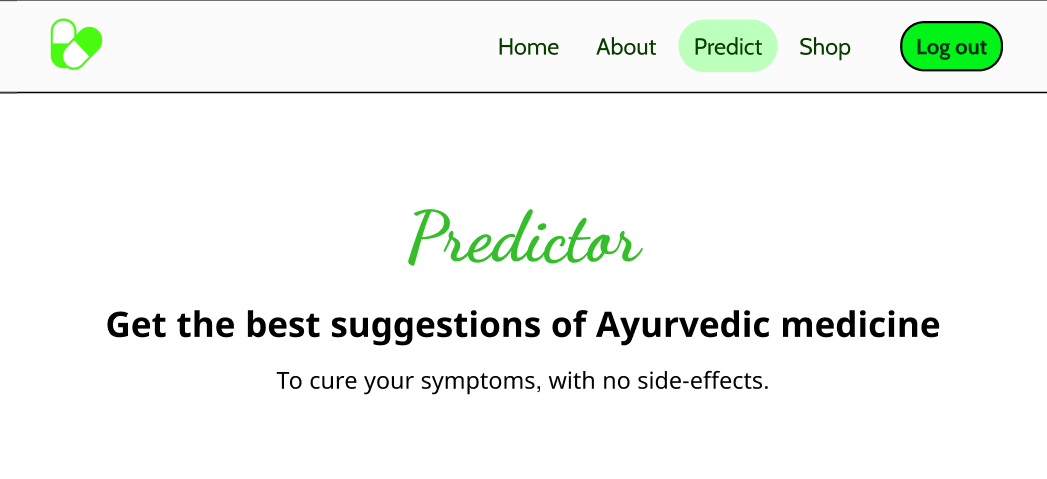 Home About Predict Shop Log out
Predictor
Get the best suggestions of Ayurvedic medicine
To cure your symptoms, with no side-effects.